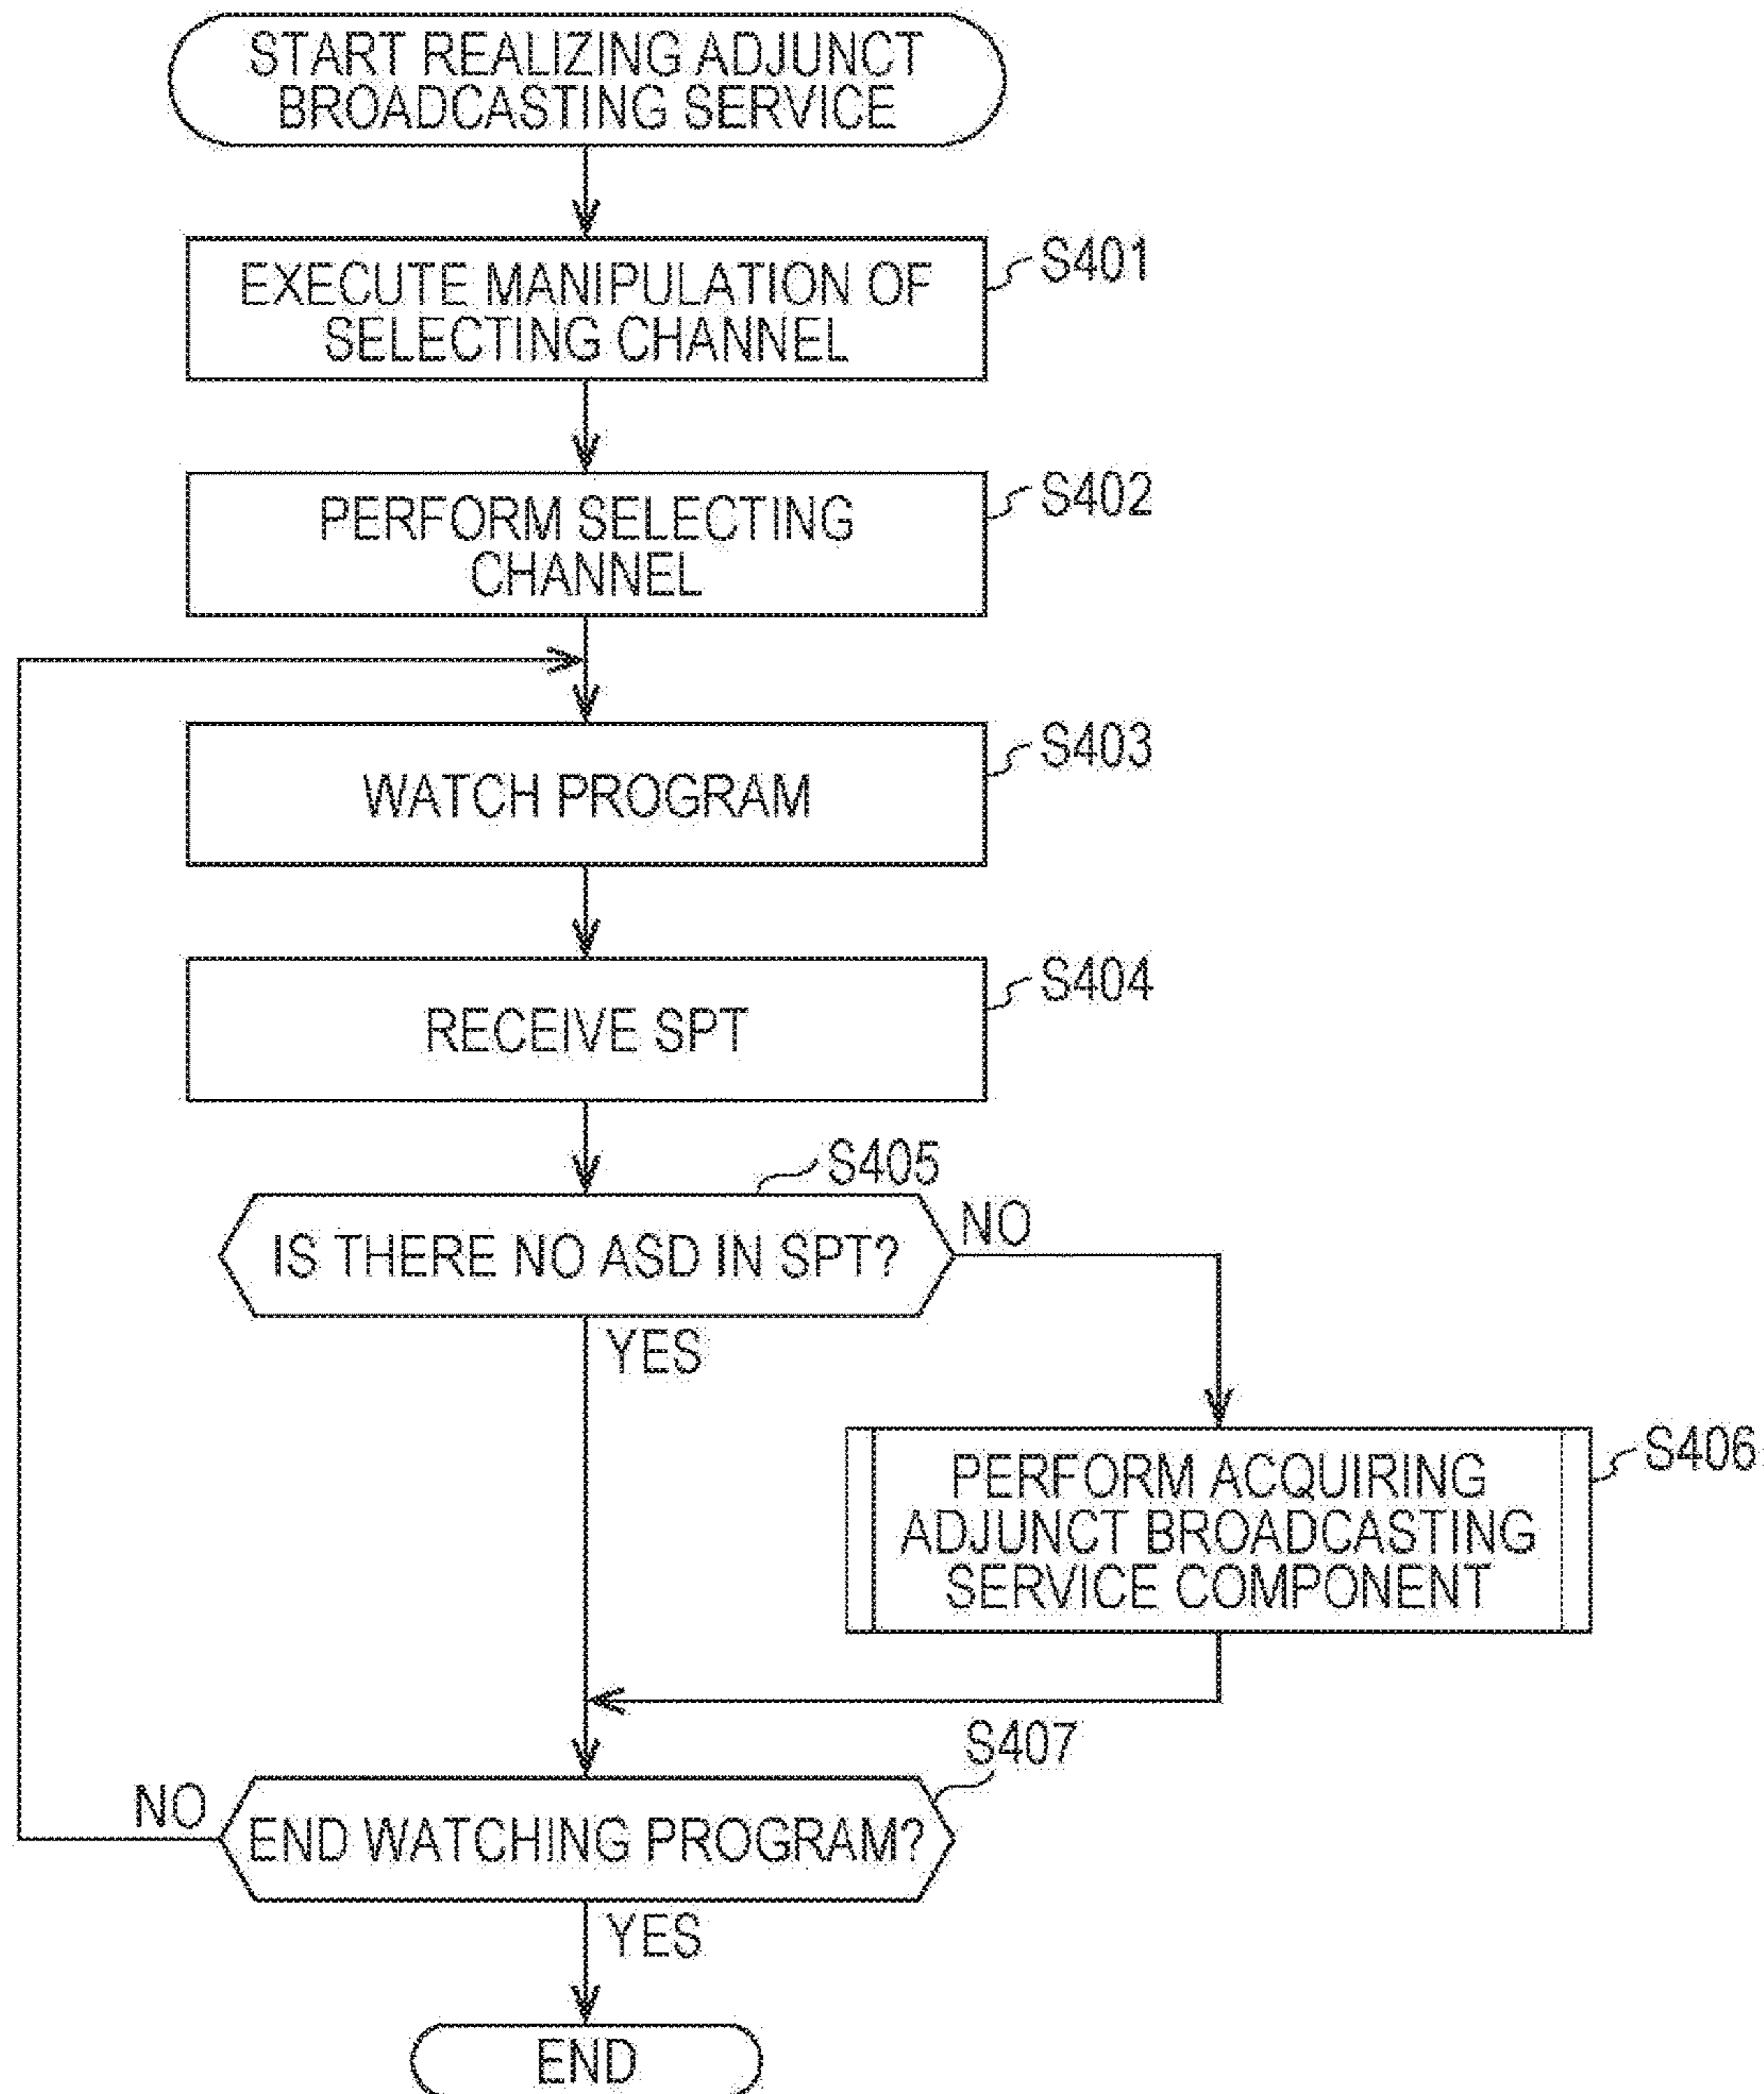 START REALIZING ADJUNCT
BROADCASTING SERVICE
EXECUTE MANIPULATION OF
SELECTING CHANNEL
S401
PERFORM SELECTING
CHANNEL
S402
WATCH PROGRAM
S403
RECEIVE SPT
S404
S405
IS THERE NO ASD IN SPT?
NO
YES
PERFORM ACQUIRING
ADJUNCT BROADCASTING
SERVICE COMPONENT
S406
S407
NO
END WATCHING PROGRAM?
YES
END